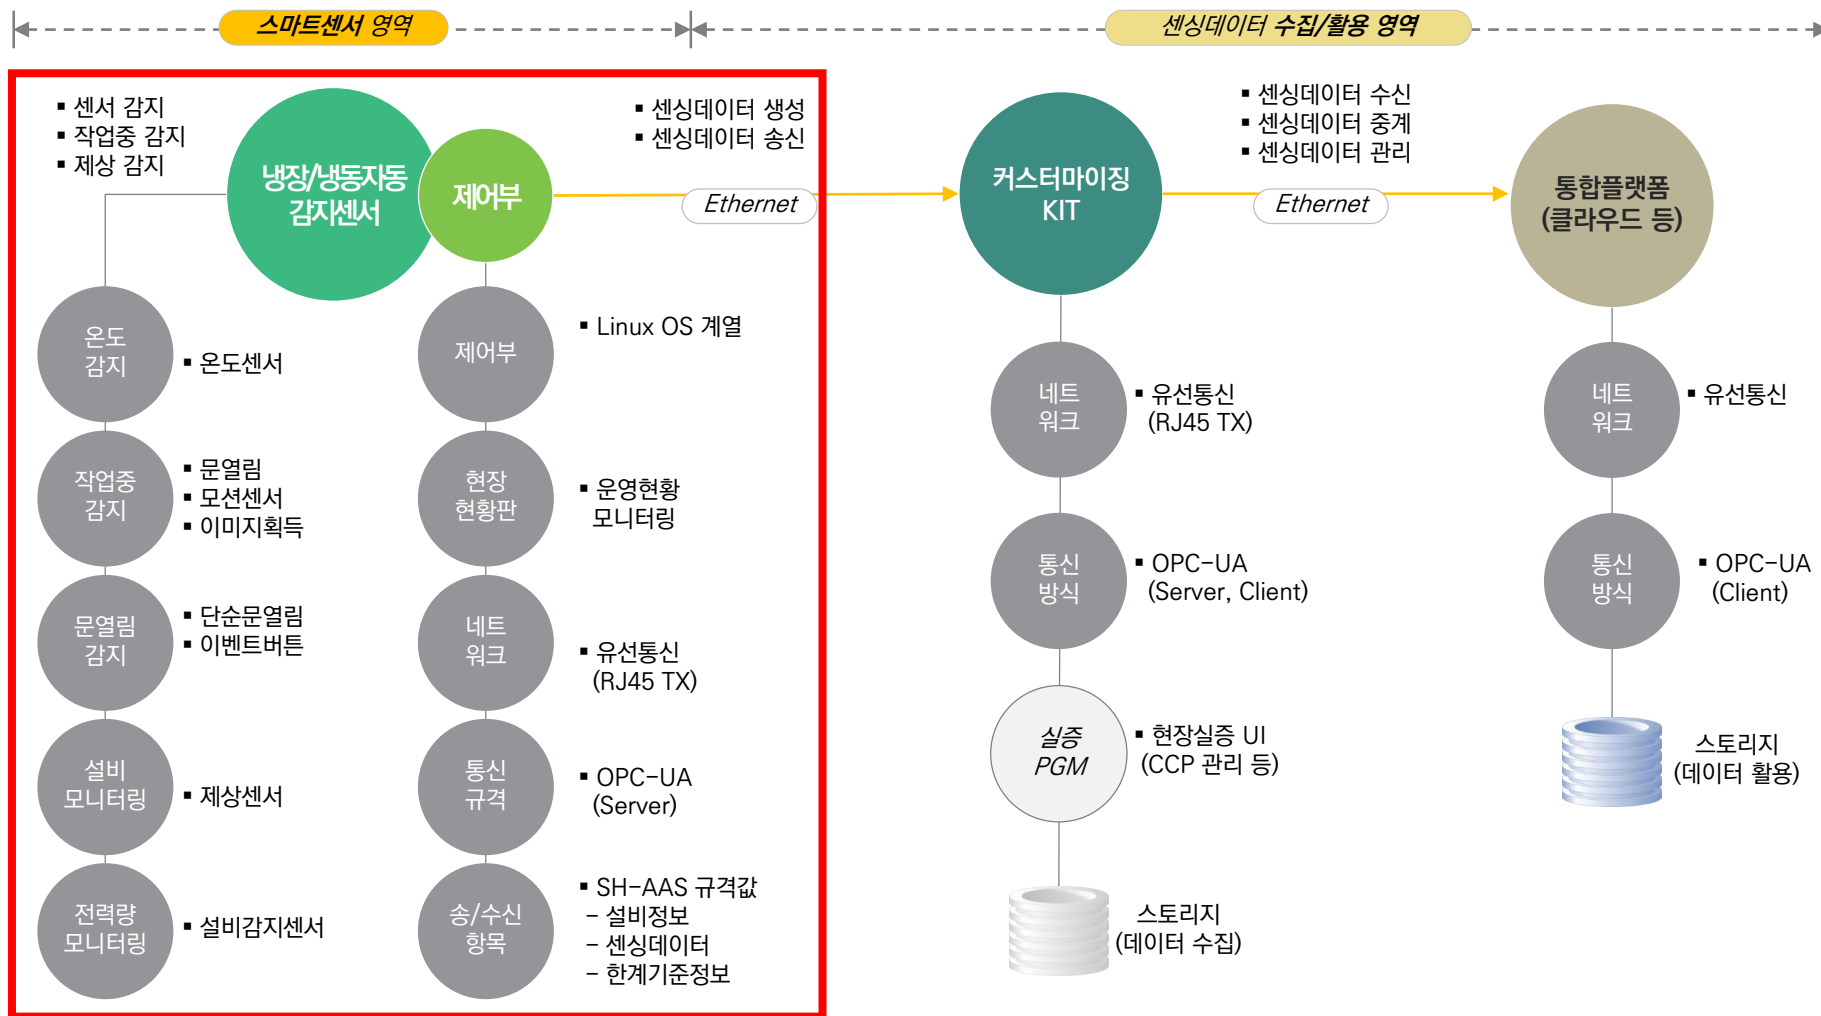 스마트센서 영역
센싱데이터 수집/활용 영역
▪ 센서 감지
▪ 작업중 감지
▪ 제상 감지
냉장/냉동자동
감지센서
제어부
▪ 센싱데이터 생성
▪ 센싱데이터 송신
Ethernet
커스터마이징
KIT
▪ 센싱데이터 수신
▪ 센싱데이터 중계
▪ 센싱데이터 관리
Ethernet
통합플랫폼
(클라우드 등)
온도
감지
▪ 온도센서
작업중
감지
▪ 문열림
▪ 모션센서
▪ 이미지획득
문열림
감지
▪ 단순문열림
▪ 이벤트버튼
설비
모니터링
▪ 제상센서
전력량
모니터링
▪ 설비감지센서
제어부
▪ Linux OS 계열
현장
현황판
▪ 운영현황
모니터링
네트
워크
▪ 유선통신
(RJ45 TX)
통신
규격
▪ OPC-UA
(Server)
송/수신
항목
▪ SH-AAS 규격값
- 설비정보
- 센싱데이터
- 한계기준정보
네트
워크
▪ 유선통신
(RJ45 TX)
통신
방식
▪ OPC-UA
(Server, Client)
실증
PGM
▪ 현장실증 UI
(CCP 관리 등)
스토리지
(데이터 수집)
네트
워크
▪ 유선통신
통신
방식
▪ OPC-UA
(Client)
스토리지
(데이터 활용)